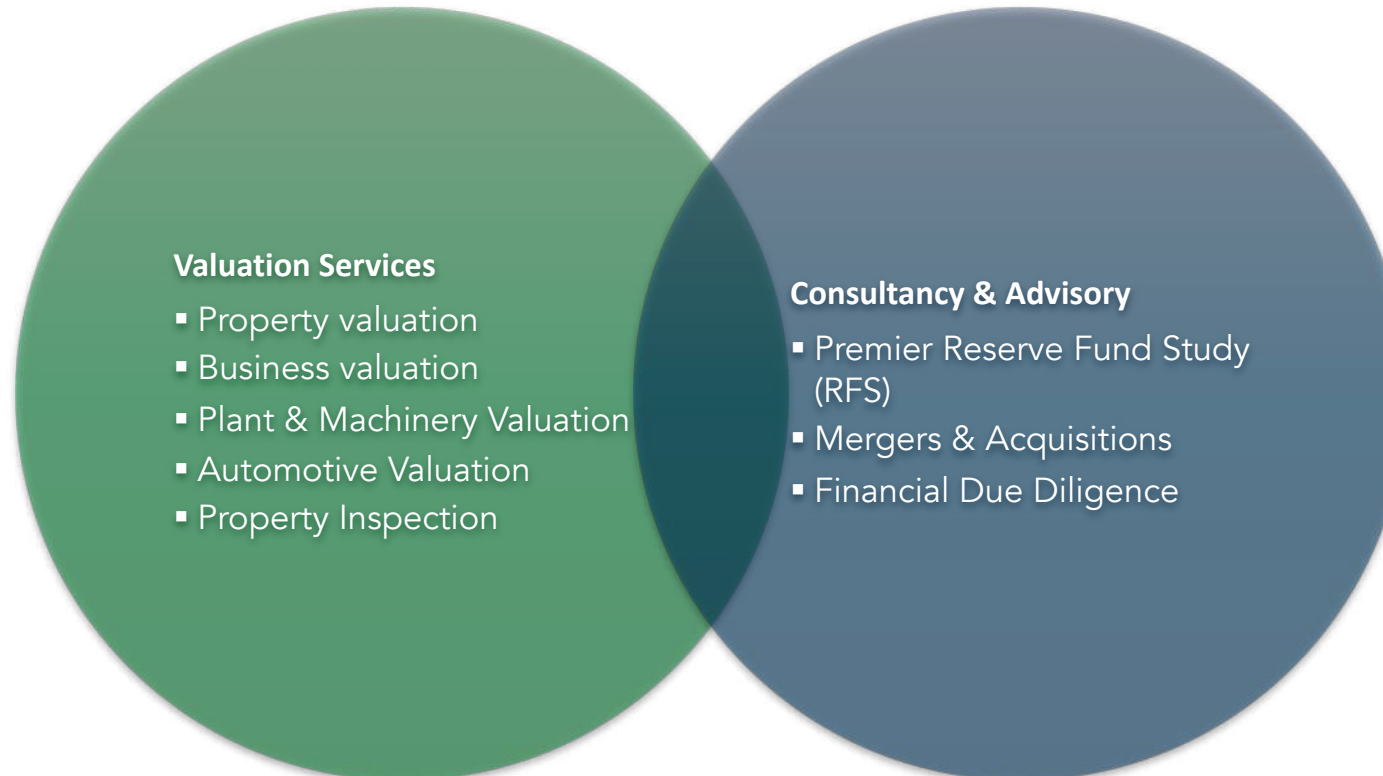 Valuation Services
▪ Property valuation
▪ Business valuation
▪ Plant & Machinery Valuation
▪ Automotive Valuation
▪ Property Inspection
Consultancy & Advisory
▪ Premier Reserve Fund Study
(RFS)
▪ Mergers & Acquisitions
▪ Financial Due Diligence